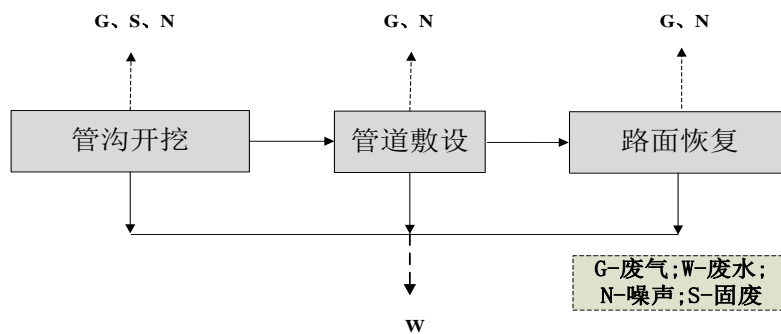 G、S、N
G、N
G、N
管沟开挖
管道敷设
路面恢复
G-废气;W-废水;
N-噪声;S-固废
W